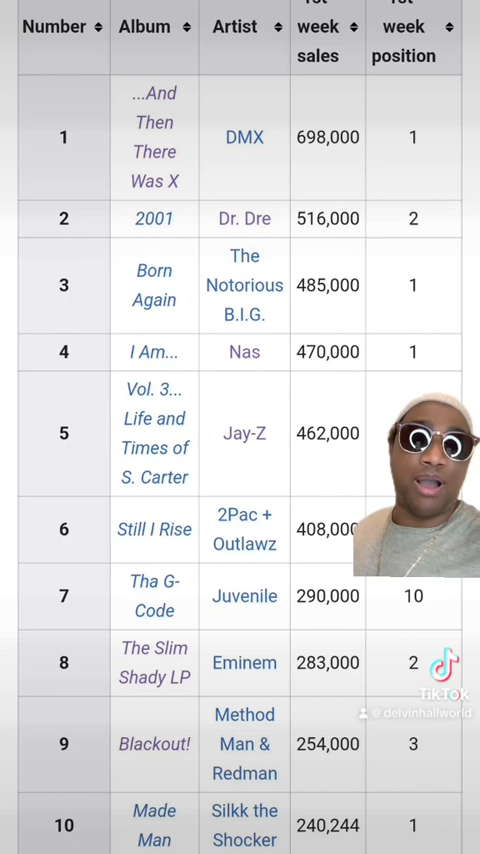 1st
1st
Number Album Artist week week
sales position
...And
Then
There
Was X
1 DMX 698,000 1
2 2001 Dr. Dre 516,000 2
The
Born
Again
3 Notorious 485,000 1
B.I.G.
4 I Am... Nas 470,000 1
Vol. 3...
Life and
Times of
S. Carter
5 Jay-Z 462,000
2Pac +
Outlawz
6 Still I Rise 408,000
Tha G-
Code
7 Juvenile 290,000 10
The Slim
Shady LP
8 Eminem 283,000 2
Method
Man &
Redman
9 Blackout! 254,000 3
Made
Man
Silkk the
Shocker
10 240,244 1
TikTok
@delvinhallworld